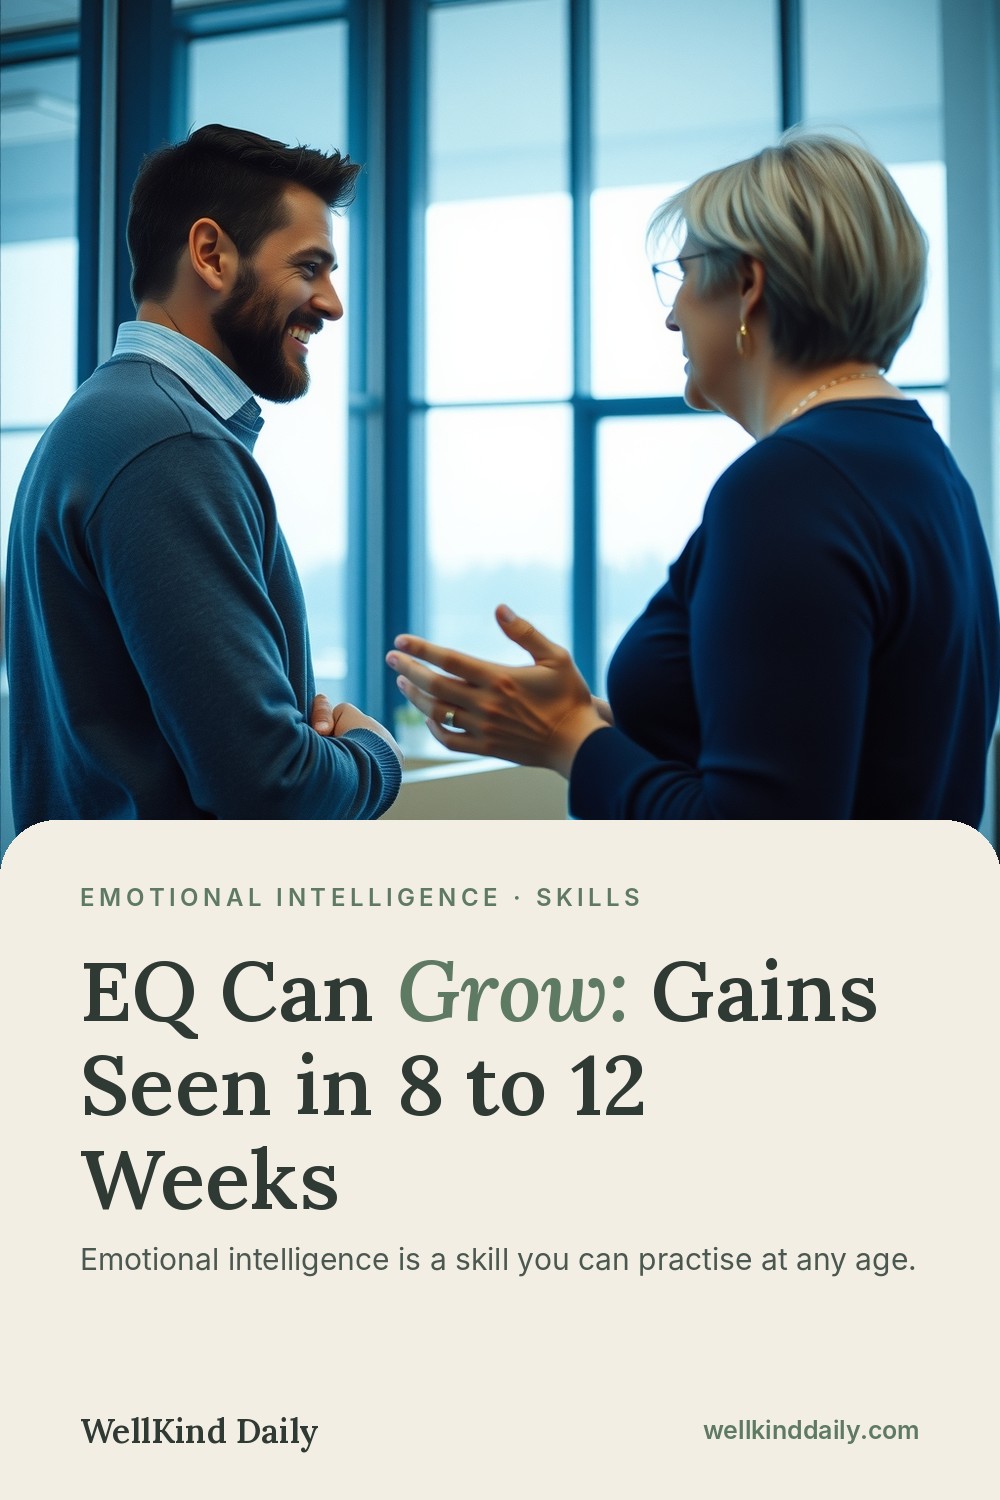 EMOTIONAL INTELLIGENCE · SKILLS
EQ Can Grow: Gains
Seen in 8 to 12
Weeks
Emotional intelligence is a skill you can practise at any age.
WellKind Daily
wellkinddaily.com